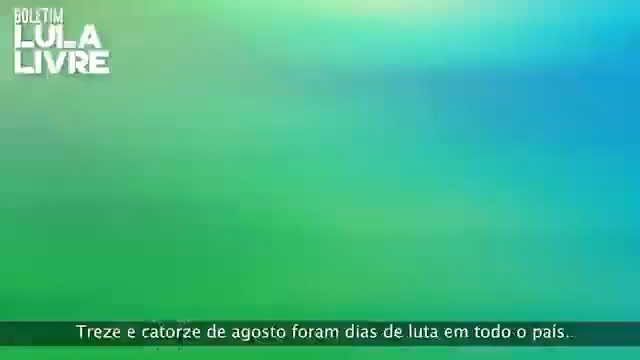 BOLETIM
LULA
LIVRE
Treze e catorze de agosto foram dias de luta em todo o país.